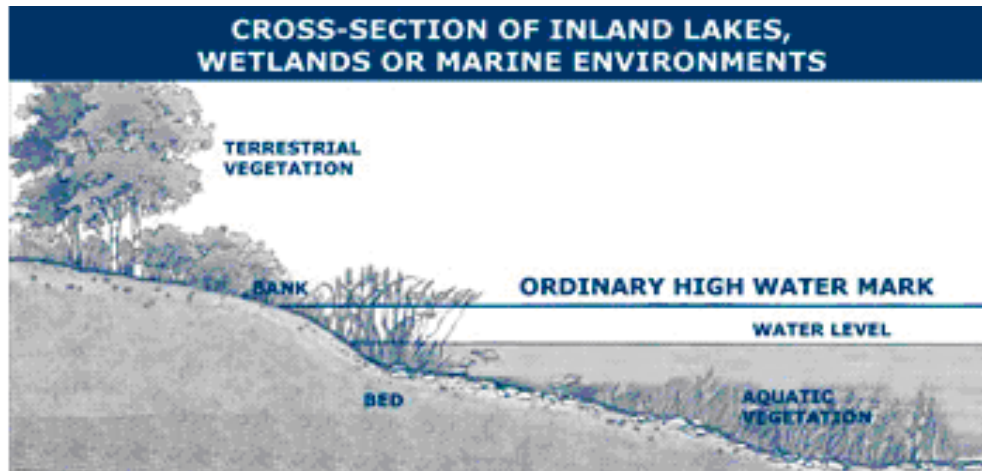 CROSS-SECTION OF INLAND LAKES,
WETLANDS OR MARINE ENVIRONMENTS
TERRESTRIAL
VEGETATION
BANK
ORDINARY HIGH WATER MARK
WATER LEVEL
BED
AQUATIC
VEGETATION